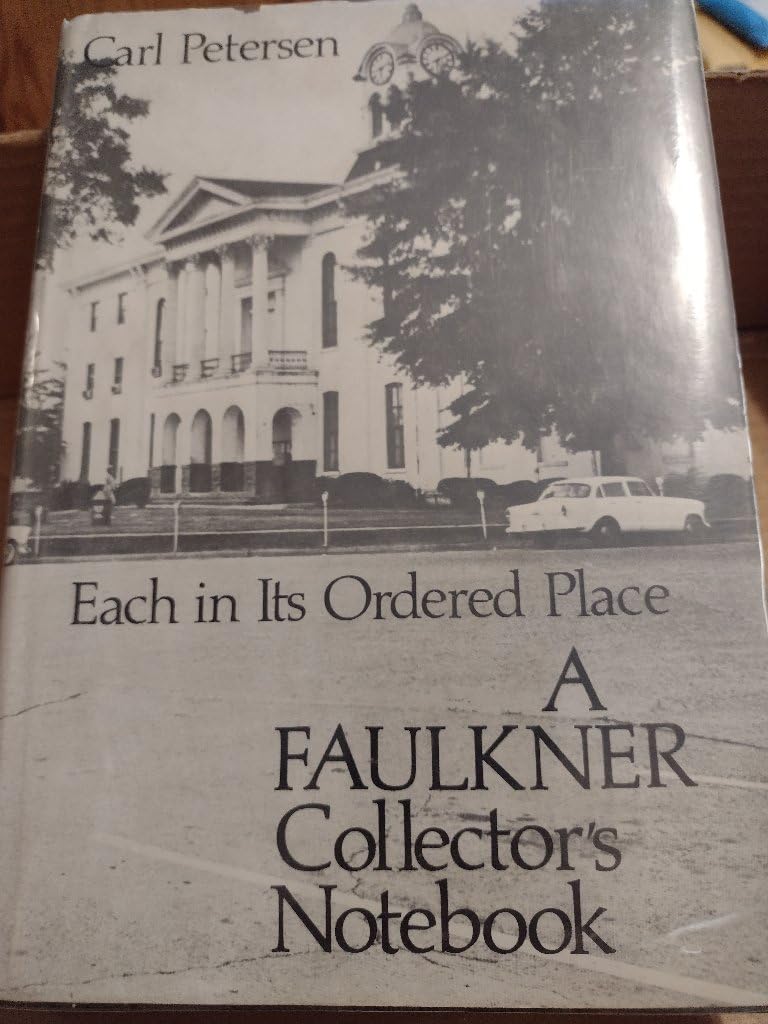 Carl Petersen
Each in Its Ordered Place
A
FAULKNER
Collector's
Notebook